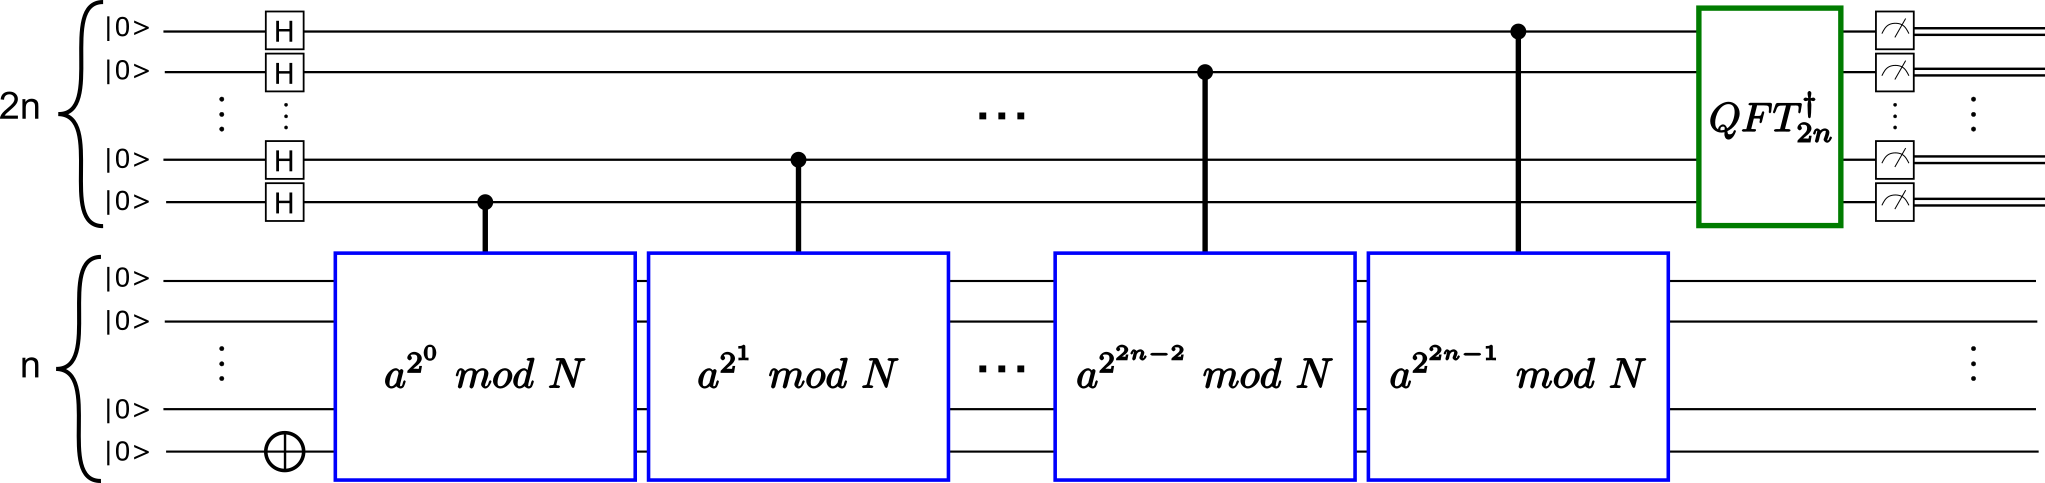 |0> H
|0> H
2n
|0> H
|0> H
QFT†2n
|0>
|0>
n
|0>
|0>
a^{2^0} mod N
a^{2^1} mod N
a^{2^{2n-2}} mod N
a^{2^{2n-1}} mod N